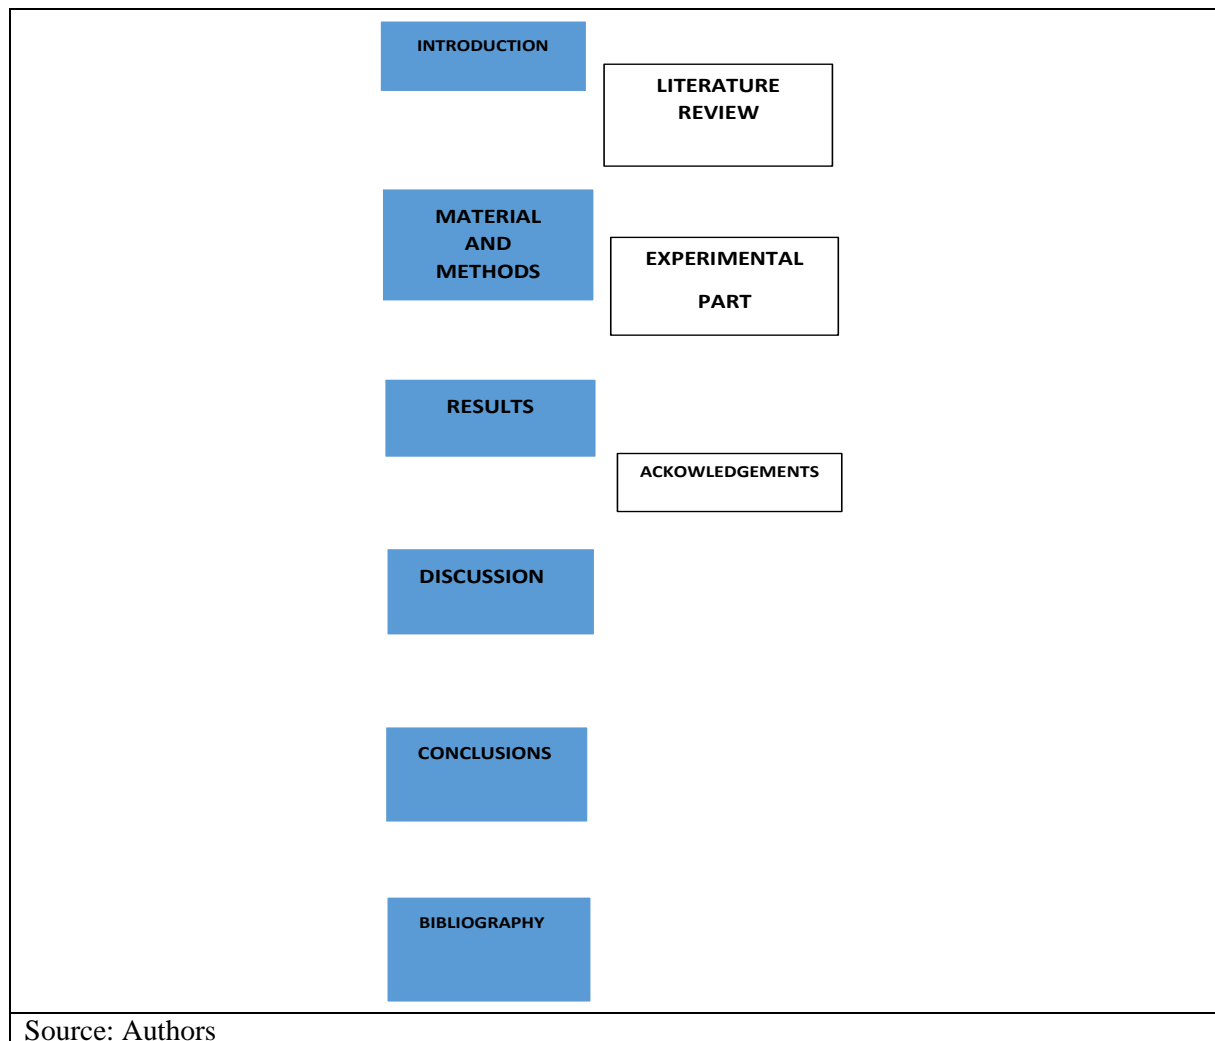 INTRODUCTION
LITERATURE
REVIEW
MATERIAL
AND
METHODS
EXPERIMENTAL
PART
RESULTS
ACKOWLEDGEMENTS
DISCUSSION
CONCLUSIONS
BIBLIOGRAPHY
Source: Authors